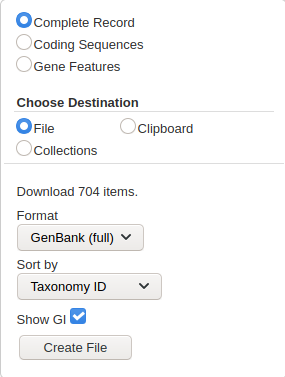 Complete Record
Coding Sequences
Gene Features
Choose Destination
File Clipboard
Collections
Download 704 items.
Format
GenBank (full)
Sort by
Taxonomy ID
Show GI
Create File